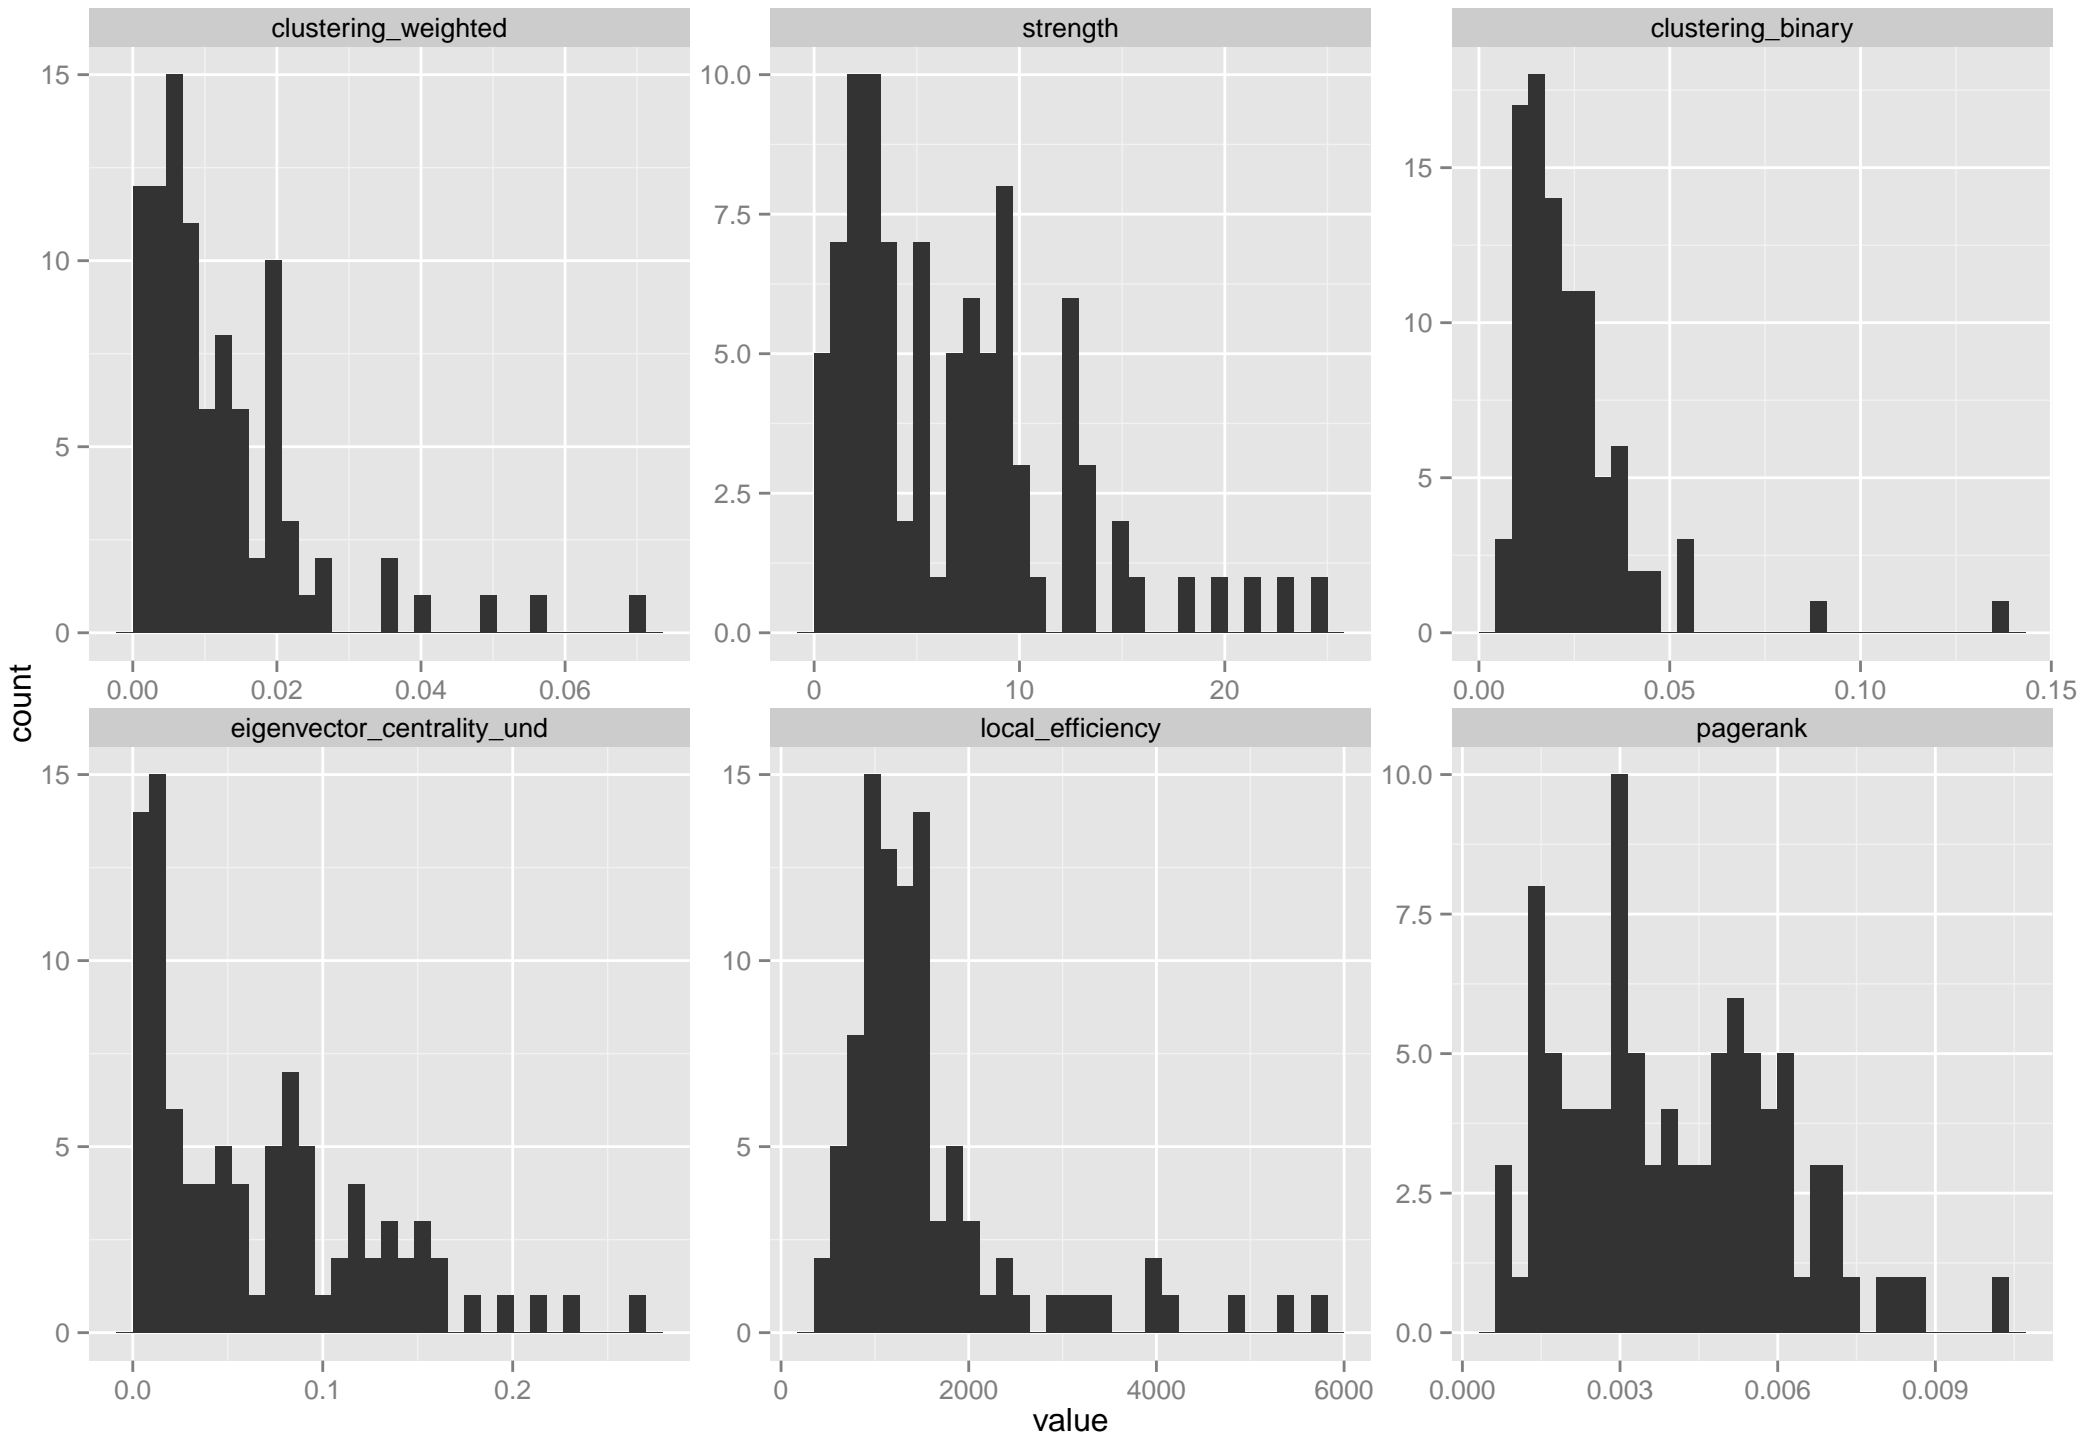 clustering_weighted
strength
clustering_binary
15
10
5
0
10.0
7.5
5.0
2.5
0.0
15
10
5
0
0.00 0.02 0.04 0.06
0 10 20
0.00 0.05 0.10 0.15
count
eigenvector_centrality_und
local_efficiency
pagerank
15
10
5
0
15
10
5
0
10.0
7.5
5.0
2.5
0.0
0.0 0.1 0.2
0 2000 4000 6000
0.000 0.003 0.006 0.009
value